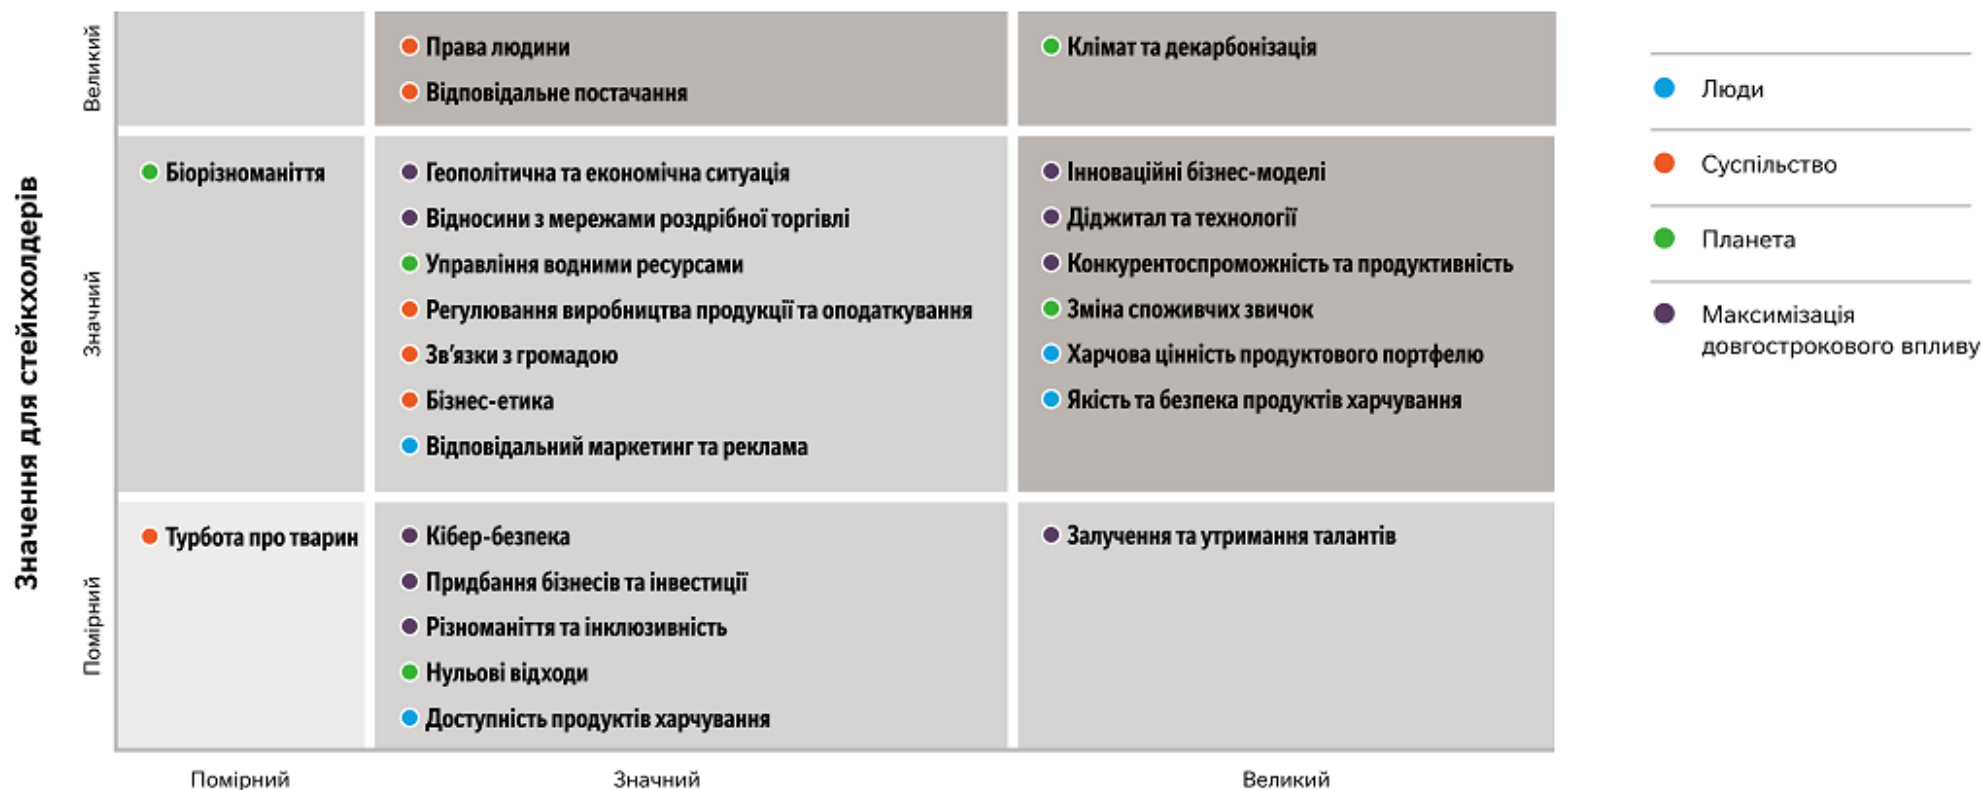 Значення для стейкхолдерів
Великий
Права людини
Відповідальне постачання
Клімат та декарбонізація
Значний
Біорізноманіття
Геополітична та економічна ситуація
Відносини з мережами роздрібної торгівлі
Управління водними ресурсами
Регулювання виробництва продукції та оподаткування
Зв'язки з громадою
Бізнес-етика
Відповідальний маркетинг та реклама
Інноваційні бізнес-моделі
Діджитал та технології
Конкурентоспроможність та продуктивність
Зміна споживчих звичок
Харчова цінність продуктового портфелю
Якість та безпека продуктів харчування
Помірний
Турбота про тварин
Кібер-безпека
Придбання бізнесів та інвестиції
Різноманіття та інклюзивність
Нульові відходи
Доступність продуктів харчування
Залучення та утримання талантів
Помірний
Значний
Великий
Люди
Суспільство
Планета
Максимізація
довгострокового впливу